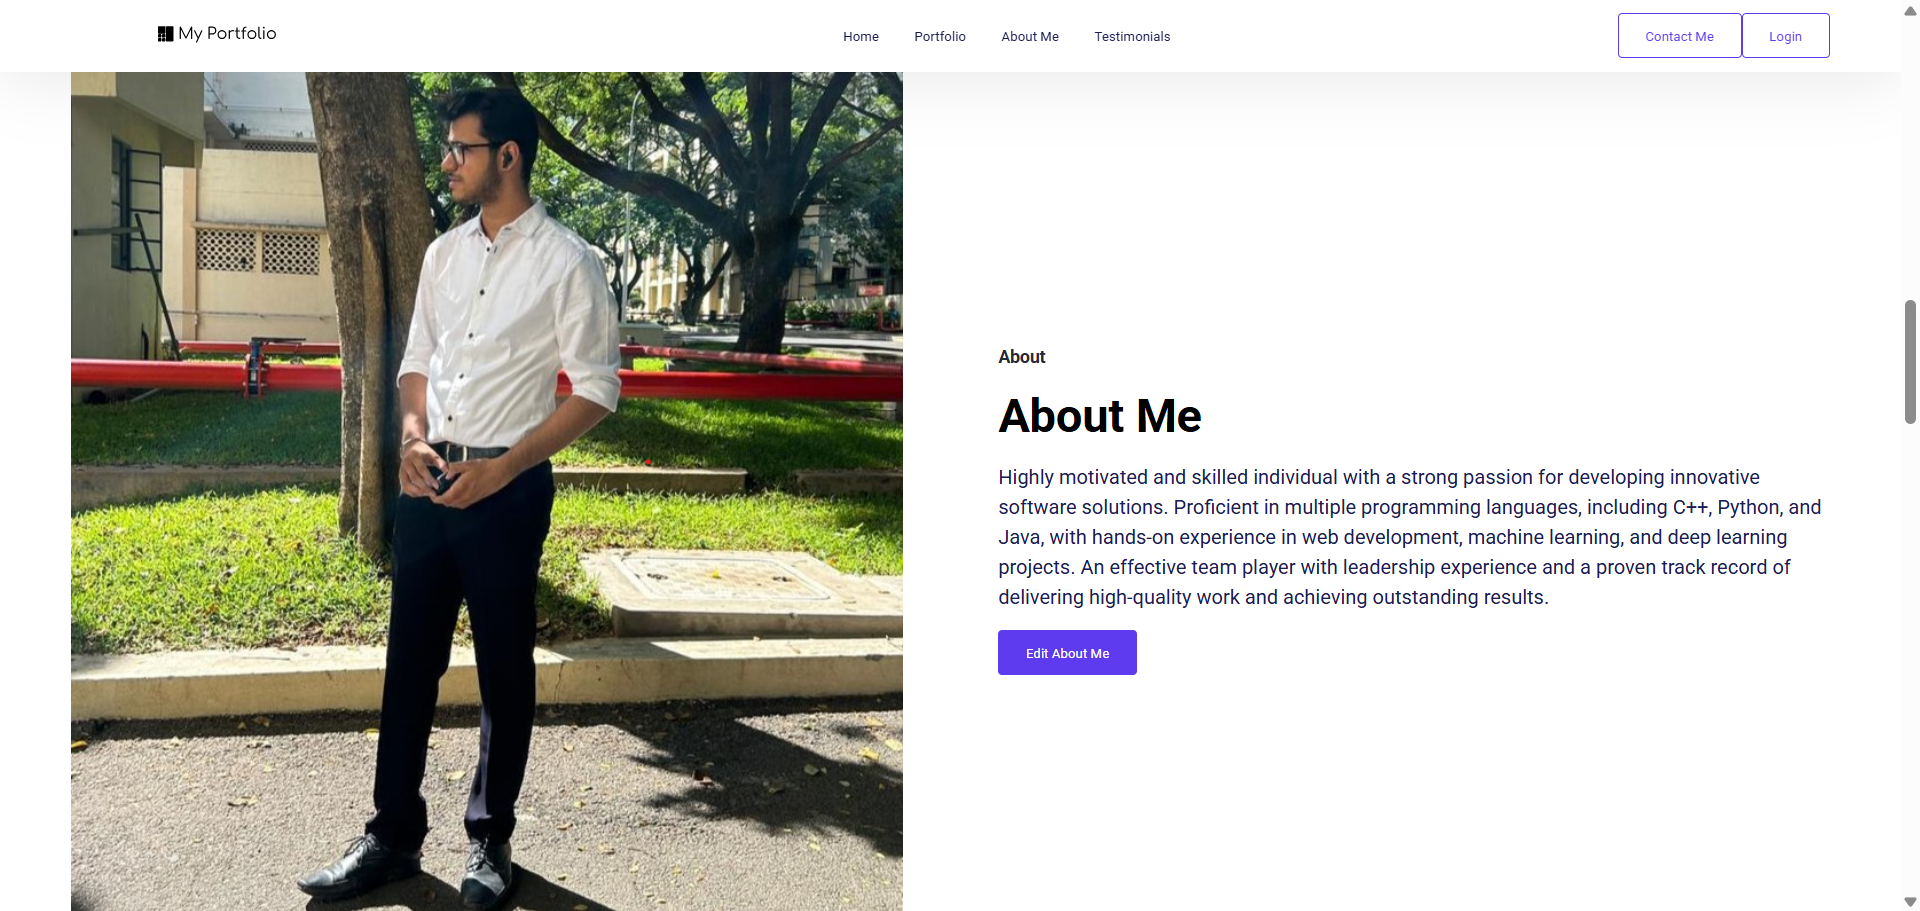 My Portfolio
Home
Portfolio
About Me
Testimonials
Contact Me
Login
About
About Me
Highly motivated and skilled individual with a strong passion for developing innovative
software solutions. Proficient in multiple programming languages, including C++, Python, and
Java, with hands-on experience in web development, machine learning, and deep learning
projects. An effective team player with leadership experience and a proven track record of
delivering high-quality work and achieving outstanding results.
Edit About Me